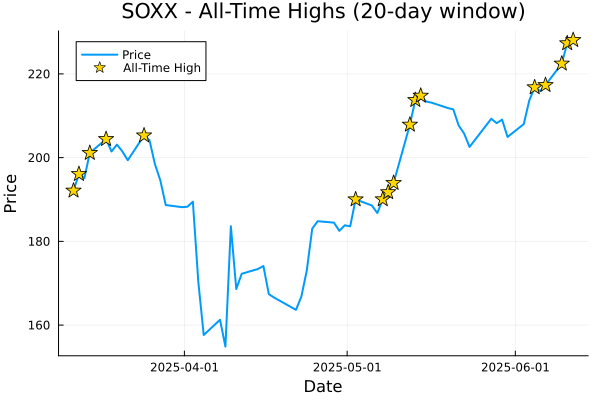 SOXX - All-Time Highs (20-day window)
Price
All-Time High
220
200
180
160
Price
2025-04-01
2025-05-01
2025-06-01
Date